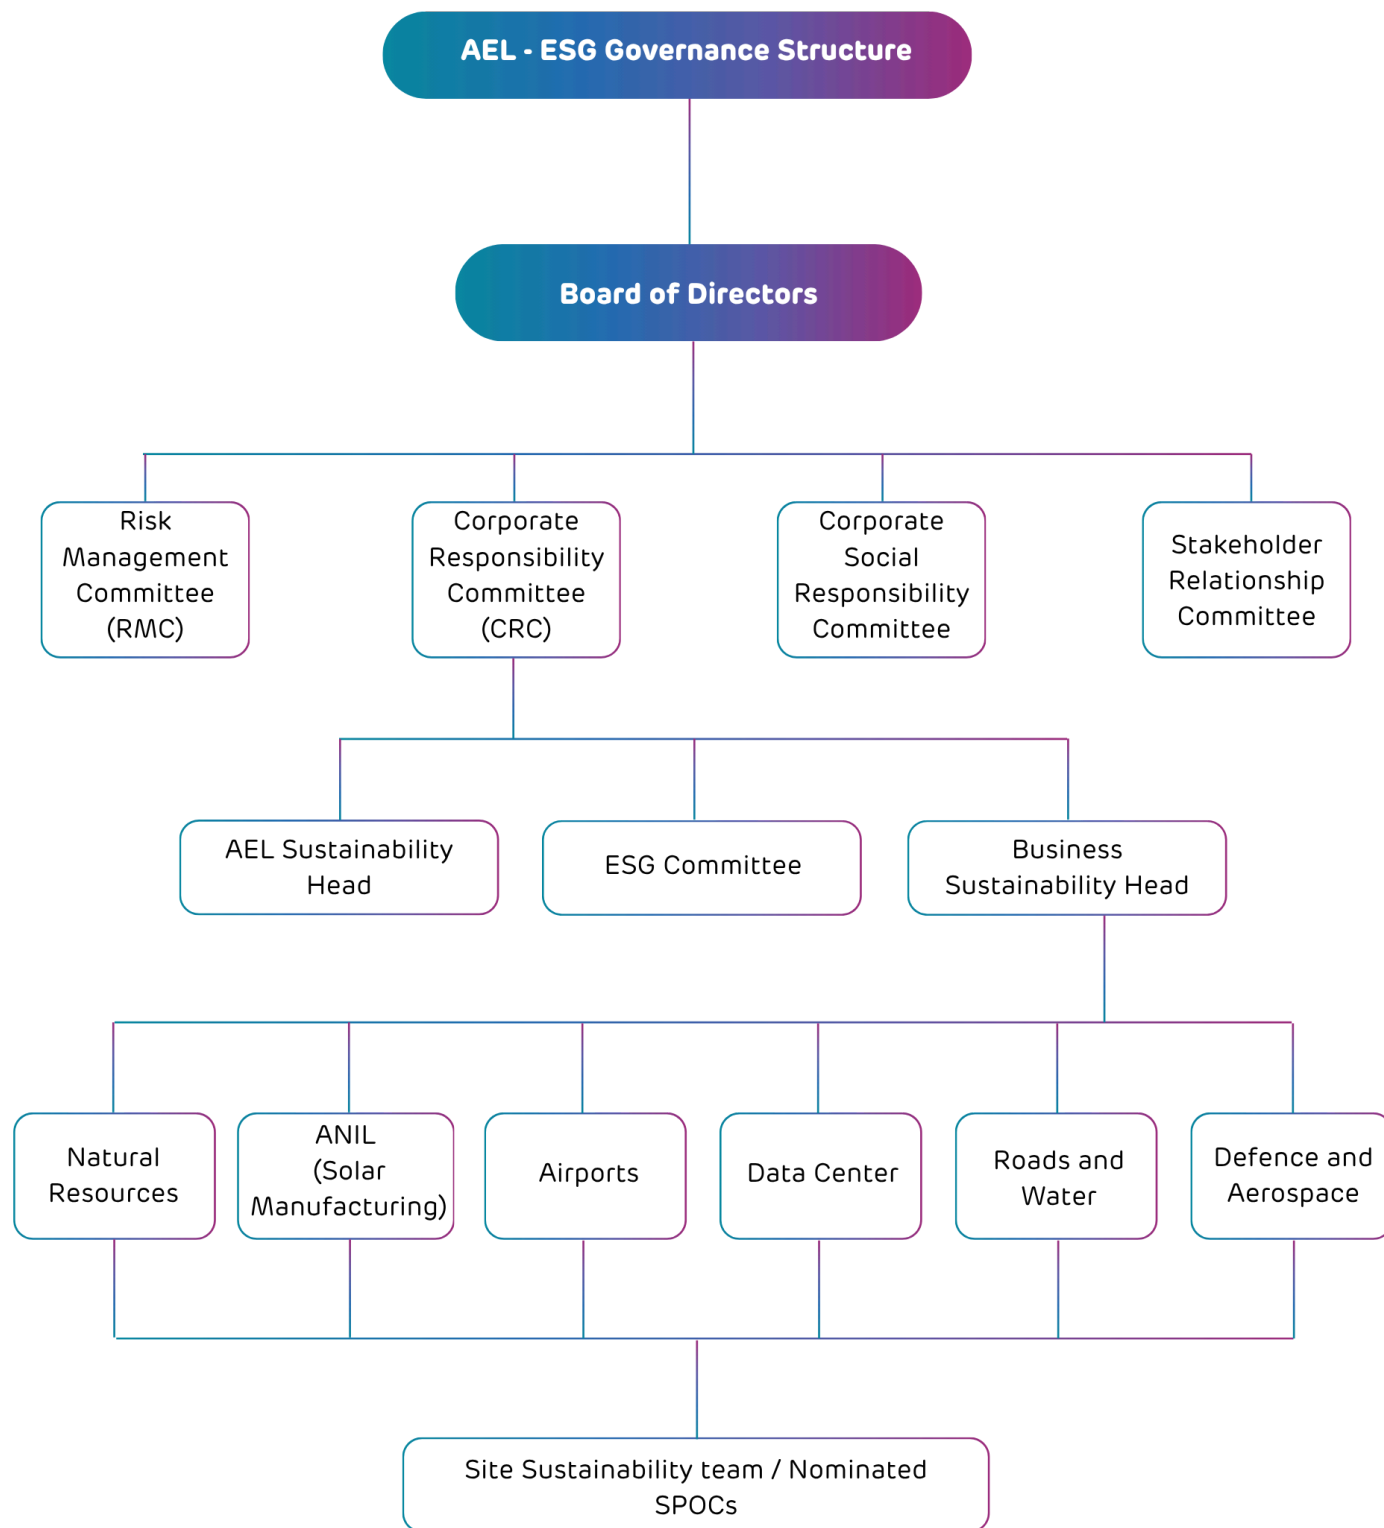 AEL - ESG Governance Structure
Board of Directors
Risk
Management
Committee
(RMC)
Corporate
Responsibility
Committee
(CRC)
Corporate
Social
Responsibility
Committee
Stakeholder
Relationship
Committee
AEL Sustainability
Head
ESG Committee
Business
Sustainability Head
Natural
Resources
ANIL
(Solar
Manufacturing)
Airports
Data Center
Roads and
Water
Defence and
Aerospace
Site Sustainability team / Nominated
SPOCs